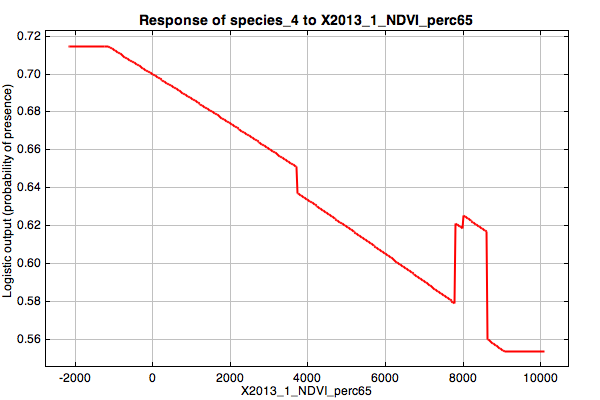 Response of species_4 to X2013_1_NDVI_perc65
Logistic output (probability of presence)
0.72
0.70
0.68
0.66
0.64
0.62
0.60
0.58
0.56
-2000 0 2000 4000 6000 8000 10000
X2013_1_NDVI_perc65